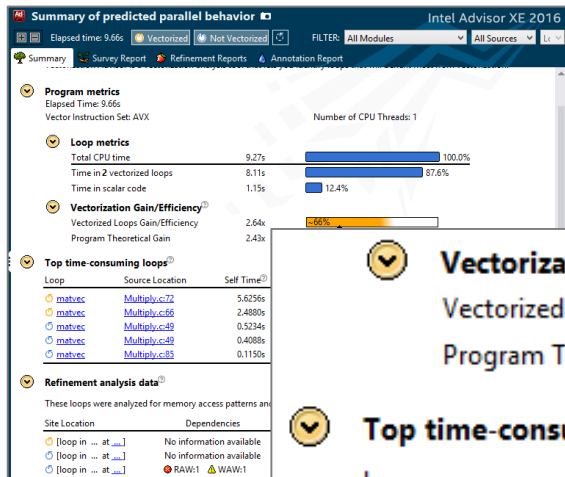 Summary of predicted parallel behavior
Intel Advisor XE 2016
Elapsed time: 9.66s Vectorized Not Vectorized FILTER: All Modules All Sources
Summary Survey Report Refinement Reports Annotation Report
Program metrics
Elapsed Time: 9.66s
Vector Instruction Set: AVX Number of CPU Threads: 1
Loop metrics
Total CPU time 9.27s 100.0%
Time in 2 vectorized loops 8.11s 87.6%
Time in scalar code 1.15s 12.4%
Vectorization Gain/Efficiency
Vectorized Loops Gain/Efficiency 2.64x ~66%
Program Theoretical Gain 2.43x
Top time-consuming loops
Loop Source Location Self Time
matvec Multiply.c:72 5.6256s
matvec Multiply.c:66 2.4880s
matvec Multiply.c:49 0.5234s
matvec Multiply.c:49 0.4088s
matvec Multiply.c:85 0.1150s
Refinement analysis data
These loops were analyzed for memory access patterns and
Site Location Dependencies
[loop in ... at ...] No information available
[loop in ... at ...] No information available
[loop in ... at ...] RAW:1 WAW:1
Vectoriza
Vectorized
Program T
Top time-consu